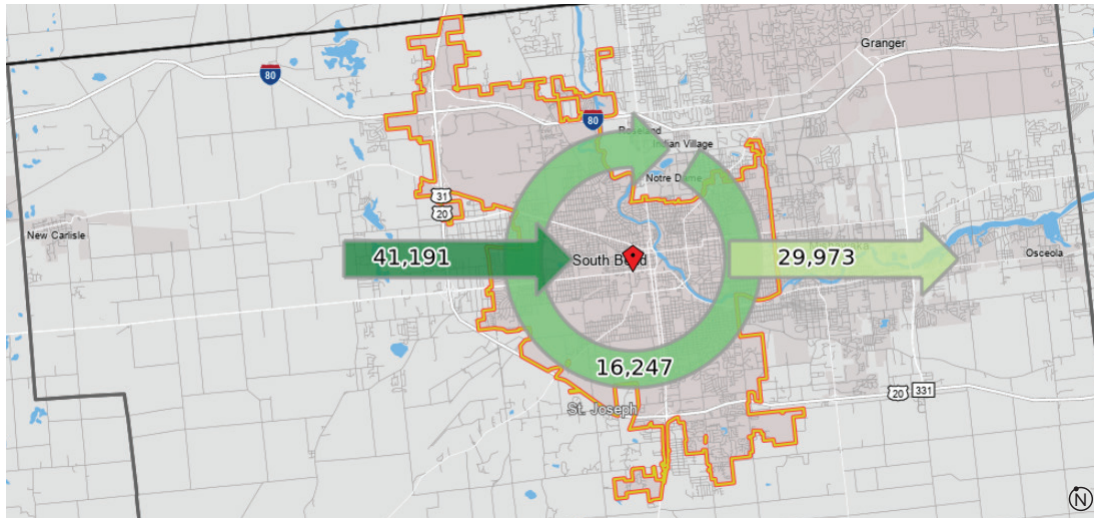 Granger
80
80
Roseland
Indian Village
Notre Dame
31
20
New Carlisle
41,191
South Bend
29,973
Osceola
16,247
20
331
St. Joseph
N